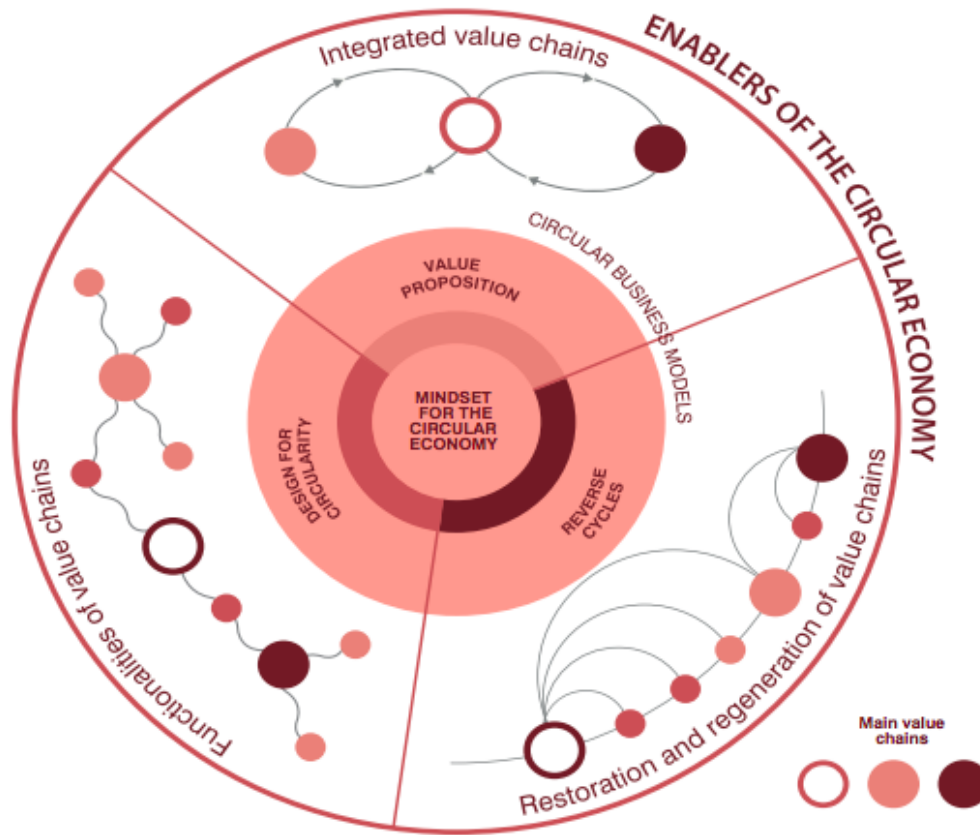 ENABLERS OF THE CIRCULAR ECONOMY
Integrated value chains
CIRCULAR BUSINESS MODELS
VALUE
PROPOSITION
MINDSET
FOR THE
CIRCULAR
ECONOMY
DESIGN FOR
CIRCULARITY
REVERSE
CYCLES
Functionalities of value chains
Restoration and regeneration of value chains
Main value
chains